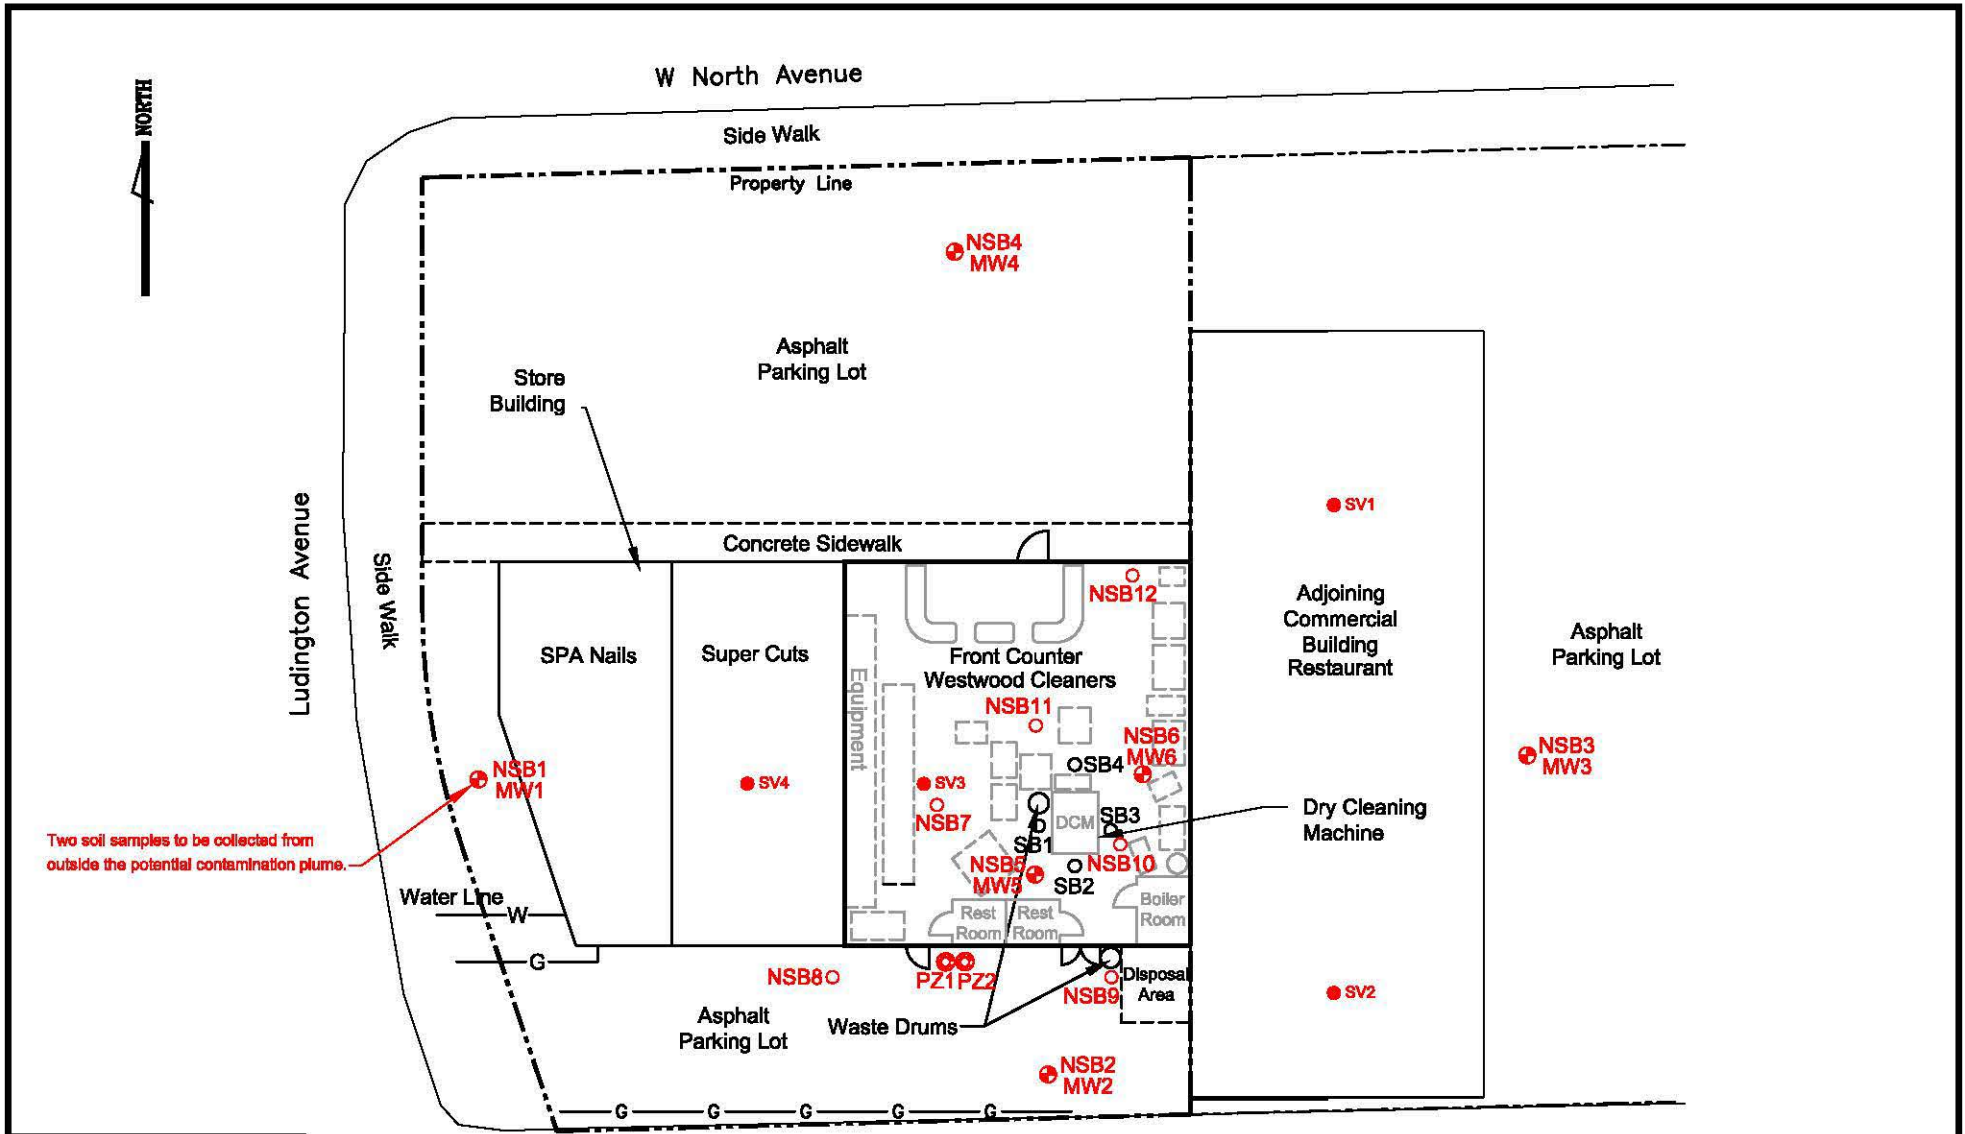 W North Avenue
NORTH
Side Walk
Property Line
NSB4
MW4
Asphalt
Parking Lot
Store
Building
SV1
Ludington Avenue
Side Walk
Concrete Sidewalk
NSB12
Adjoining
Commercial
Building
Restaurant
Asphalt
Parking Lot
SPA Nails
Super Cuts
Front Counter
Westwood Cleaners
Equipment
NSB11
NSB6
MW6
NSB3
MW3
SB4
NSB1
MW1
SV4
SV3
NSB7
DCM
SB3
Dry Cleaning
Machine
Two soil samples to be collected from
outside the potential contamination plume.
SB1
NSB10
NSB5
MW5
SB2
Water Line
W
Rest
Room
Rest
Room
Boiler
Room
G
NSB8
PZ1
PZ2
NSB9
Disposal
Area
SV2
Asphalt
Parking Lot
Waste Drums
NSB2
MW2
G G G G G